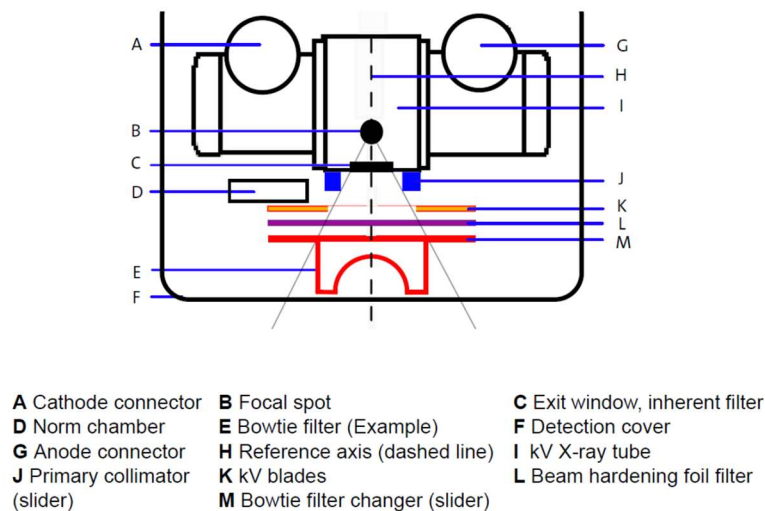 A
G
H
B
I
C
D
J
K
L
M
E
F
A Cathode connector B Focal spot C Exit window, inherent filter
D Norm chamber E Bowtie filter (Example) F Detection cover
G Anode connector H Reference axis (dashed line) I kV X-ray tube
J Primary collimator K kV blades L Beam hardening foil filter
(slider) M Bowtie filter changer (slider)